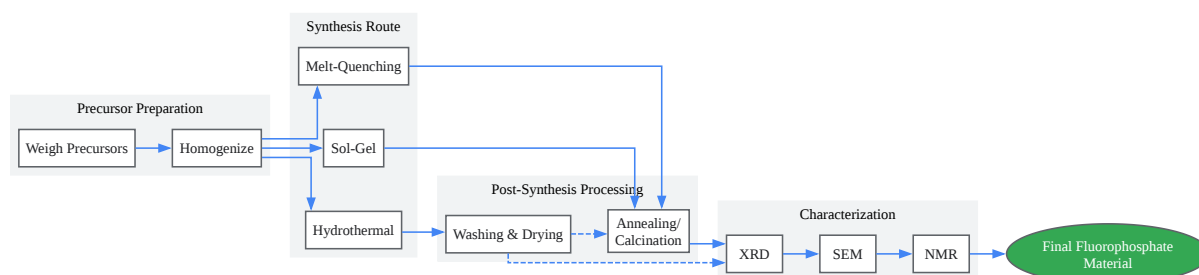 Synthesis Route
Melt-Quenching
Precursor Preparation
Weigh Precursors
Homogenize
Sol-Gel
Hydrothermal
Post-Synthesis Processing
Washing & Drying
Annealing/
Calcination
Characterization
XRD
SEM
NMR
Final Fluorophosphate
Material